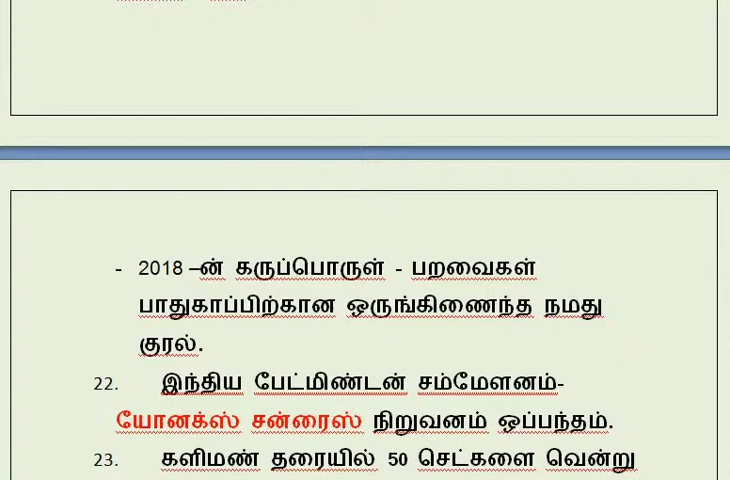 - 2018 –ன் கருப்பொருள் - பறவைகள்
பாதுகாப்பிற்கான ஒருங்கிணைந்த நமது
குரல்.
22. இந்திய பேட்மிண்டன் சம்மேளனம்-
யோனக்ஸ் சன்ரைஸ் நிறுவனம் ஒப்பந்தம்.
23. களிமண் தரையில் 50 செட்களை வென்று